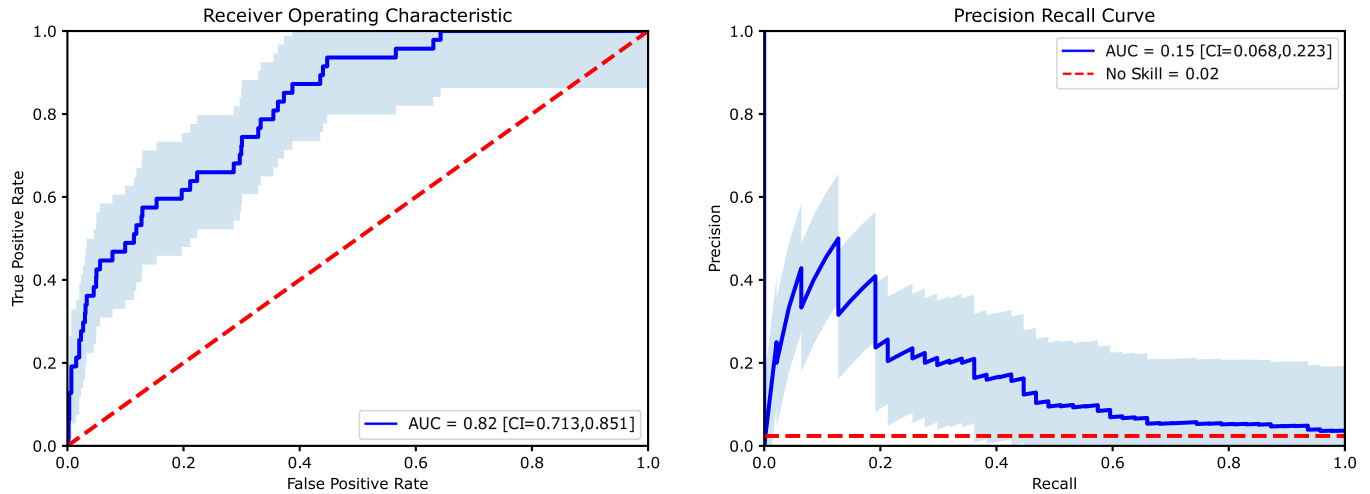 Receiver Operating Characteristic
1.0
0.8
0.6
0.4
0.2
0.0
True Positive Rate
AUC = 0.82 [CI=0.713,0.851]
0.0 0.2 0.4 0.6 0.8 1.0
False Positive Rate
Precision Recall Curve
1.0
0.8
0.6
0.4
0.2
0.0
Precision
AUC = 0.15 [CI=0.068,0.223]
No Skill = 0.02
0.0 0.2 0.4 0.6 0.8 1.0
Recall